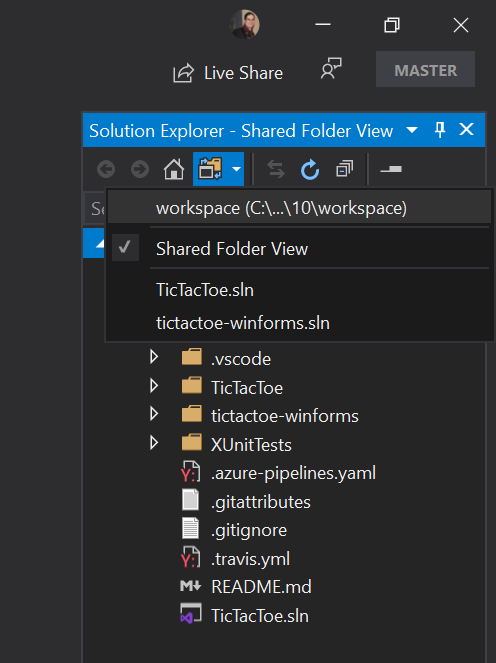 Live Share
MASTER
Solution Explorer - Shared Folder View
Se
workspace (C:\...\10\workspace)
Shared Folder View
TicTacToe.sln
tictactoe-winforms.sln
.vscode
TicTacToe
tictactoe-winforms
XUnitTests
.azure-pipelines.yaml
.gitattributes
.gitignore
.travis.yml
README.md
TicTacToe.sln